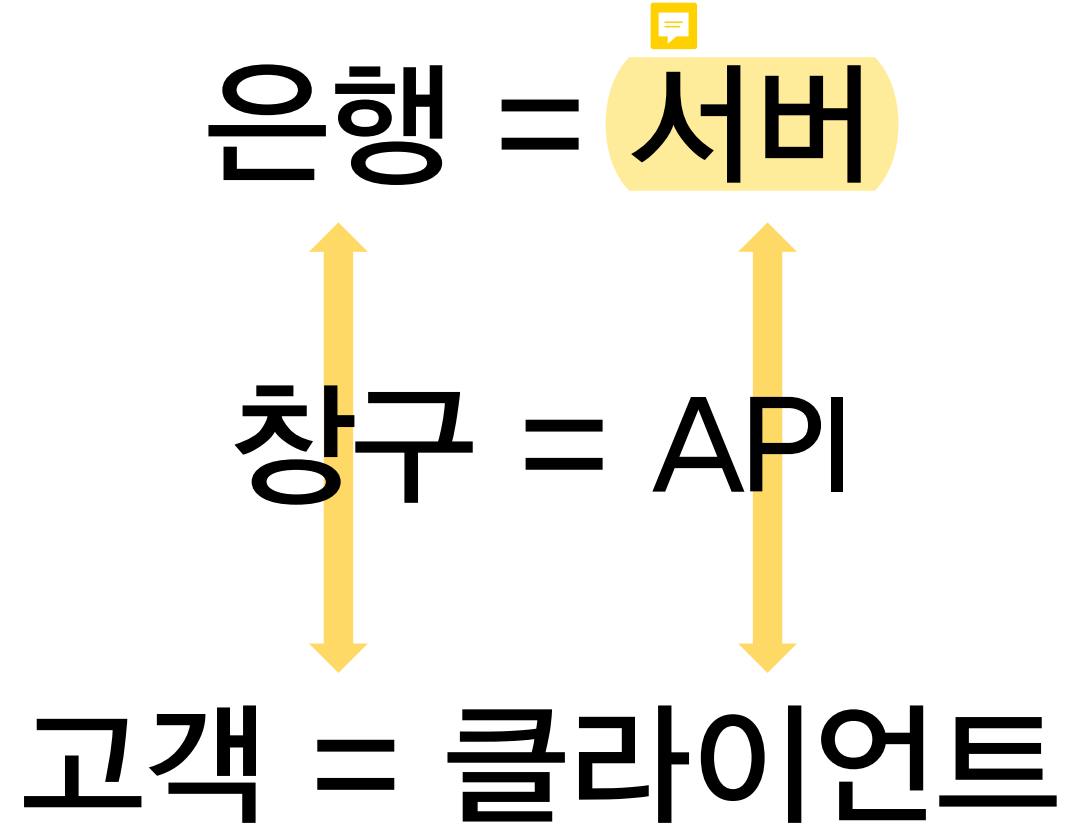 은행 = 서버
창구 = API
고객 = 클라이언트